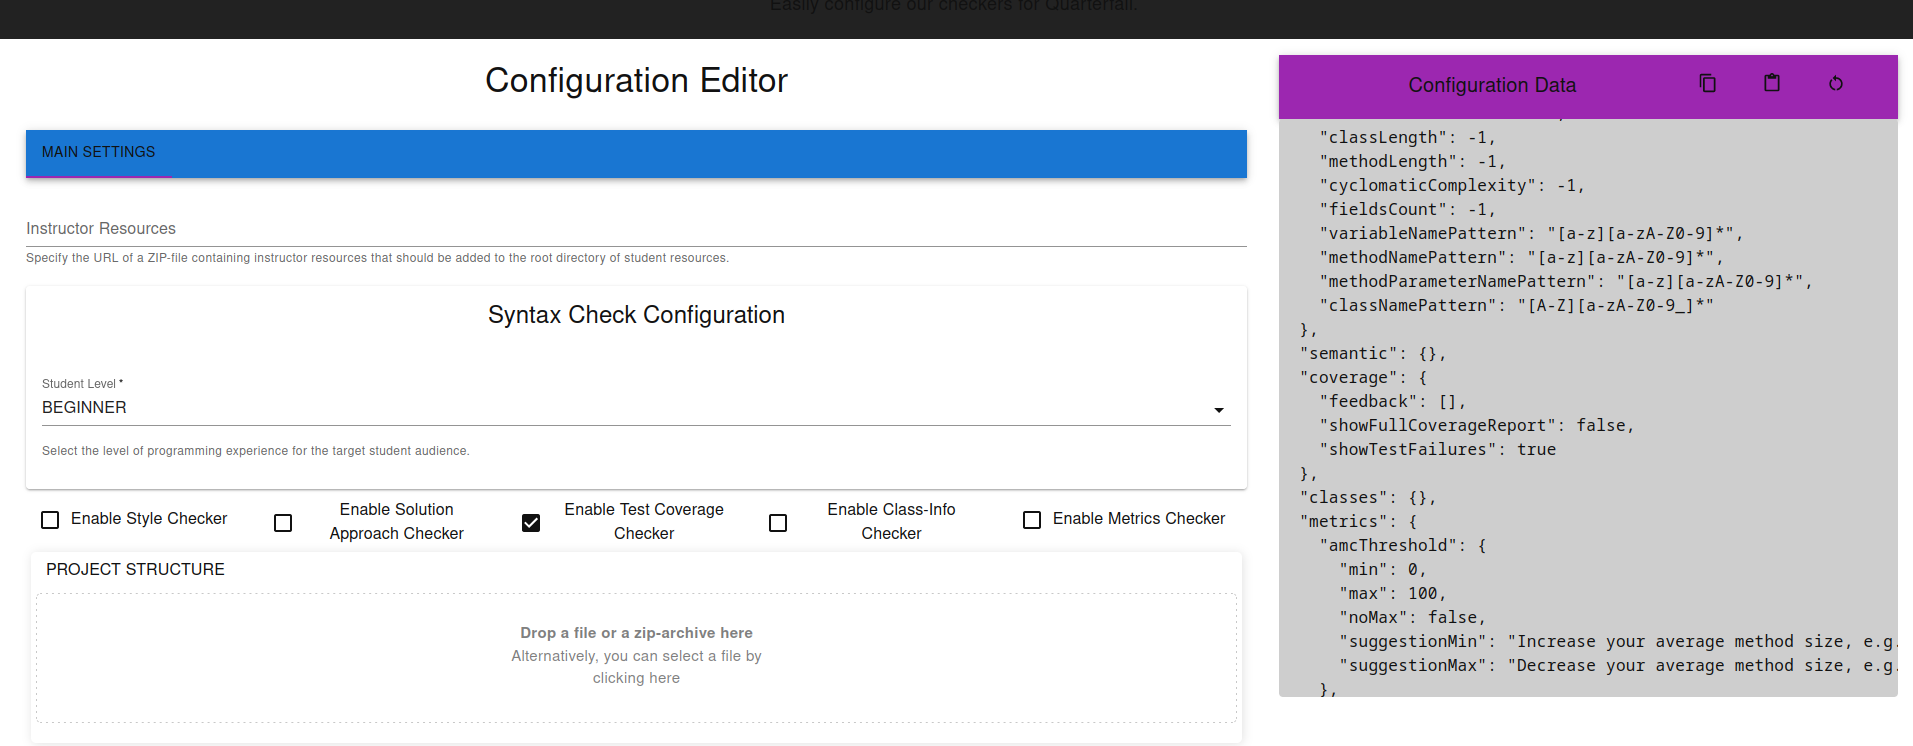 Easily configure our checkers for Quarterfall.
Configuration Editor
MAIN SETTINGS
Instructor Resources
Specify the URL of a ZIP-file containing instructor resources that should be added to the root directory of student resources.
Syntax Check Configuration
Student Level *
BEGINNER
Select the level of programming experience for the target student audience.
Enable Style Checker
Enable Solution
Approach Checker
Enable Test Coverage
Checker
Enable Class-Info
Checker
Enable Metrics Checker
PROJECT STRUCTURE
Drop a file or a zip-archive here
Alternatively, you can select a file by
clicking here
Configuration Data
"classLength": -1,
"methodLength": -1,
"cyclomaticComplexity": -1,
"fieldsCount": -1,
"variableNamePattern": "[a-z][a-zA-Z0-9]*",
"methodNamePattern": "[a-z][a-zA-Z0-9]*",
"methodParameterNamePattern": "[a-z][a-zA-Z0-9]*",
"classNamePattern": "[A-Z][a-zA-Z0-9_]*"
},
"semantic": {},
"coverage": {
"feedback": [],
"showFullCoverageReport": false,
"showTestFailures": true
},
"classes": {},
"metrics": {
"amcThreshold": {
"min": 0,
"max": 100,
"noMax": false,
"suggestionMin": "Increase your average method size, e.g.
"suggestionMax": "Decrease your average method size, e.g.
},